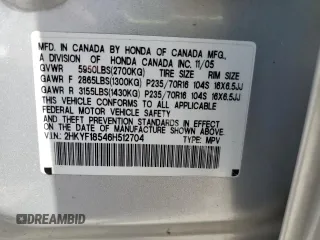 MFD. IN CANADA BY HONDA OF CANADA MFG.,
A DIVISION OF HONDA CANADA INC. 11/05
GVWR 5950LBS(2700KG) TIRE SIZE RIM SIZE
GAWR F 2865LBS(1300KG) P235/70R16 104S 16X6.5JJ
GAWR R 3155LBS(1430KG) P235/70R16 104S 16X6.5JJ
THIS VEHICLE CONFORMS TO ALL APPLICABLE
FEDERAL MOTOR VEHICLE SAFETY AND THEFT
PREVENTION STANDARDS IN EFFECT ON THE DATE
OF MANUFACTURE SHOWN ABOVE.
V.I.N.: 2HKYF18546H512704 TYPE: MPV
© AUTOBIDMASTER